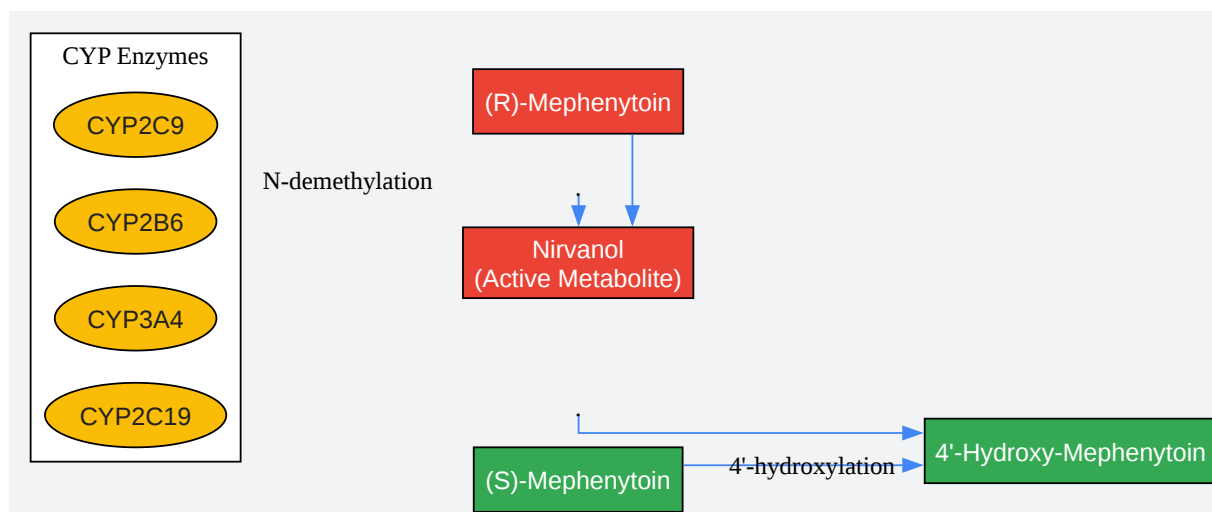 CYP Enzymes
CYP2C9
CYP2B6
CYP3A4
CYP2C19
N-demethylation
(R)-Mephenytoin
Nirvanol
(Active Metabolite)
(S)-Mephenytoin
4'-hydroxylation
4'-Hydroxy-Mephenytoin